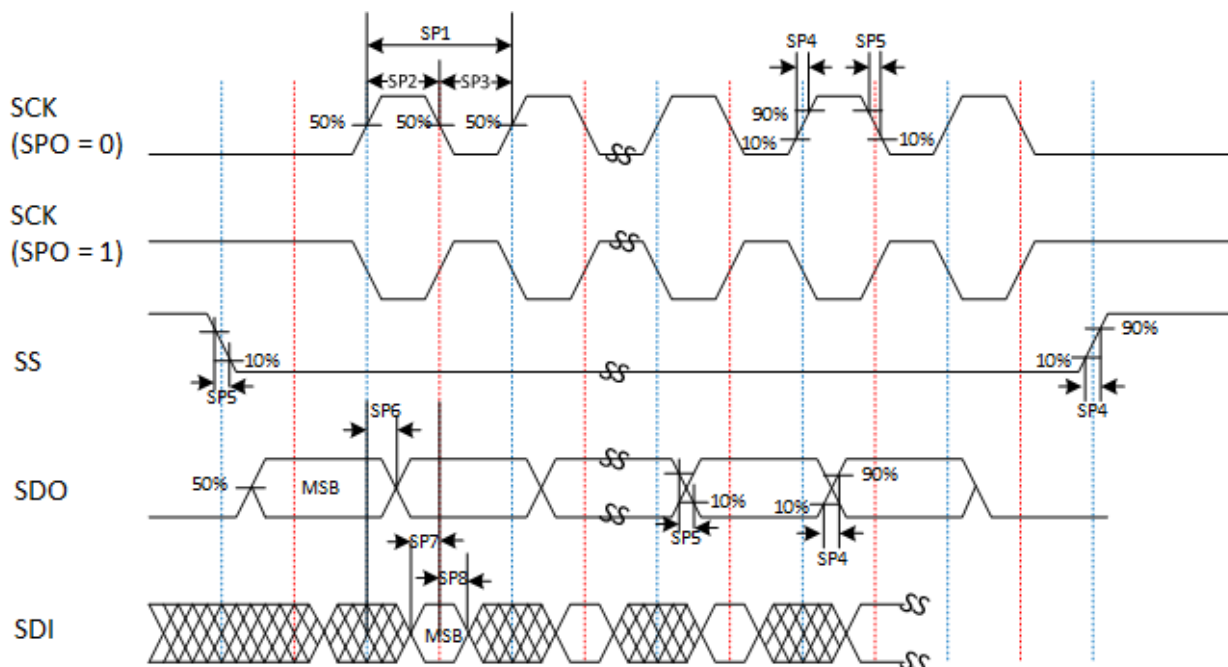 SP1
SP4 SP5
SP2 SP3
SCK
(SPO = 0)
50% 50% 50% 90% 10% 10%
SCK
(SPO = 1)
SS
10% 10% 90%
SP5 SP4
SP6
SDO
50% MSB 10% 10% 90%
SP5 SP4
SP7
SP8
SDI
MSB